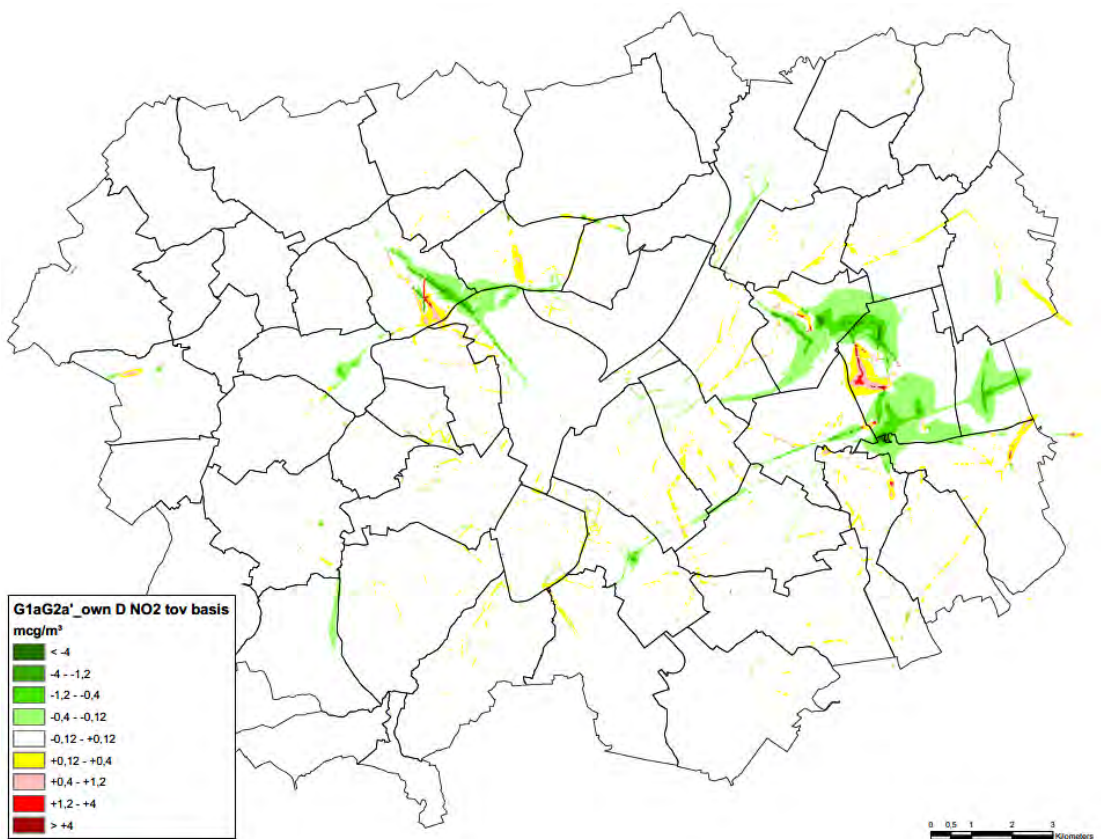 G1aG2a'_own D NO2 tov basis
mcg/m³
< -4
-4 - -1,2
-1,2 - -0,4
-0,4 - -0,12
-0,12 - +0,12
+0,12 - +0,4
+0,4 - +1,2
+1,2 - +4
> +4
0 0,5 1 2 3
Kilometers